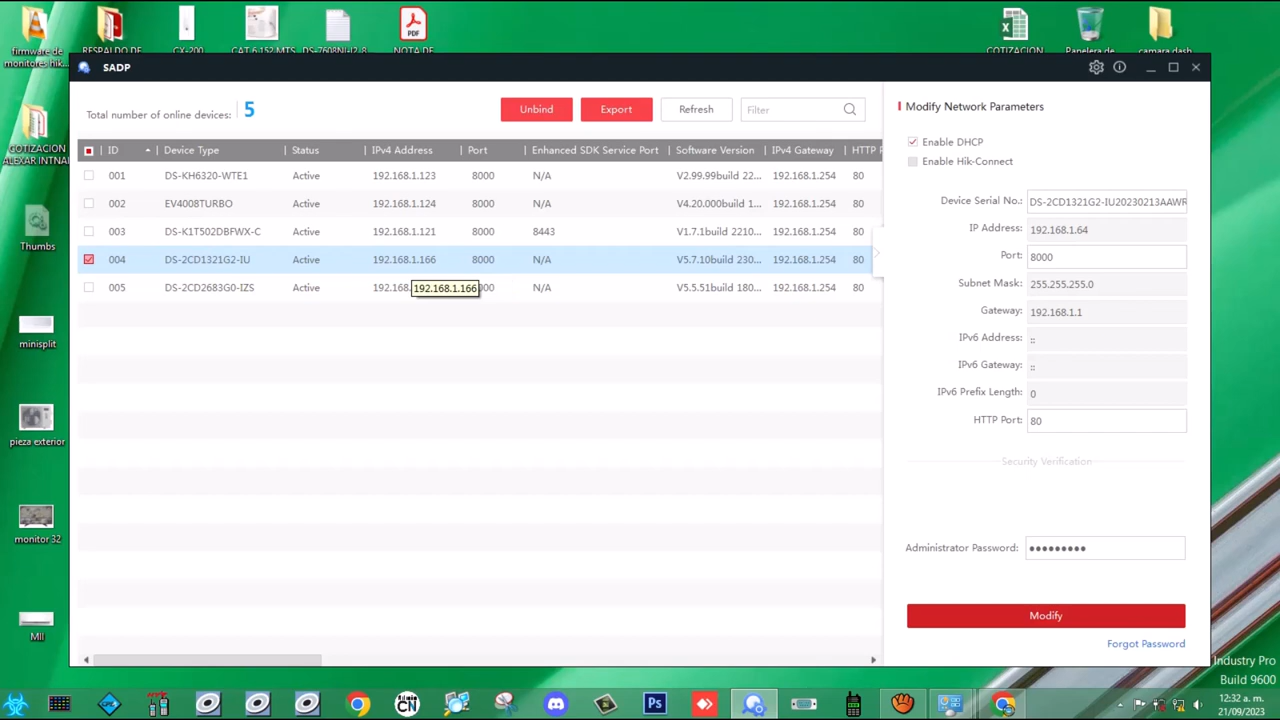 firmware de
monitores hik...
RESPALDO DE
CX-200
CAT 6 152 MTS
DS-7608NI-I2-8
NOTA DE
COTIZACION
Papelera de
camara dash
COTIZACION
ALEXAR INTNA
Thumbs
minisplit
pieza exterior
monitor 32
MII
SADP
Total number of online devices: 5
Unbind
Export
Refresh
Filter
ID Device Type Status IPv4 Address Port Enhanced SDK Service Port Software Version IPv4 Gateway HTTP P
001 DS-KH6320-WTE1 Active 192.168.1.123 8000 N/A V2.99.99build 22... 192.168.1.254 80
002 EV4008TURBO Active 192.168.1.124 8000 N/A V4.20.000build 1... 192.168.1.254 80
003 DS-K1T502DBFWX-C Active 192.168.1.121 8000 8443 V1.7.1build 2210... 192.168.1.254 80
004 DS-2CD1321G2-IU Active 192.168.1.166 8000 N/A V5.7.10build 230... 192.168.1.254 80
005 DS-2CD2683G0-IZS Active 192.168. 000 N/A V5.5.51build 180... 192.168.1.254 80
192.168.1.166
Modify Network Parameters
Enable DHCP
Enable Hik-Connect
Device Serial No.: DS-2CD1321G2-IU20230213AAWR
IP Address: 192.168.1.64
Port: 8000
Subnet Mask: 255.255.255.0
Gateway: 192.168.1.1
IPv6 Address: ::
IPv6 Gateway: ::
IPv6 Prefix Length: 0
HTTP Port: 80
Security Verification
Administrator Password: ●●●●●●●●●
Modify
Forgot Password
Industry Pro
Build 9600
12:32 a. m.
21/09/2023